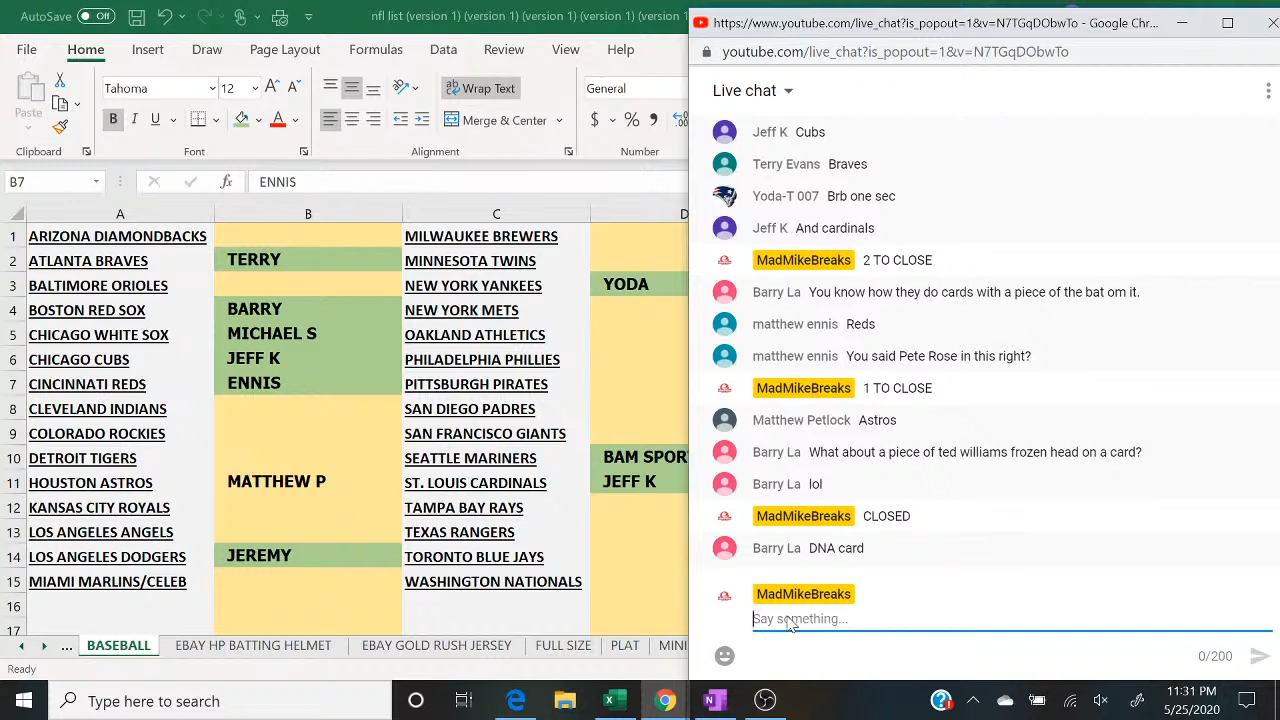 AutoSave Off
nfl list (version 1) (version 1) (ver
File Home Insert Draw Page Layout Formulas Data Review View Help
Tahoma 12 A A Wrap Text General
Paste B I U A Merge & Center $ %
Clipboard Font Alignment Number
B7 fx ENNIS
A B C D
1 ARIZONA DIAMONDBACKS MILWAUKEE BREWERS
2 ATLANTA BRAVES TERRY MINNESOTA TWINS
3 BALTIMORE ORIOLES NEW YORK YANKEES YODA
4 BOSTON RED SOX BARRY NEW YORK METS
5 CHICAGO WHITE SOX MICHAEL S OAKLAND ATHLETICS
6 CHICAGO CUBS JEFF K PHILADELPHIA PHILLIES
7 CINCINNATI REDS ENNIS PITTSBURGH PIRATES
8 CLEVELAND INDIANS SAN DIEGO PADRES
9 COLORADO ROCKIES SAN FRANCISCO GIANTS
10 DETROIT TIGERS SEATTLE MARINERS BAM SPOR
11 HOUSTON ASTROS MATTHEW P ST. LOUIS CARDINALS JEFF K
12 KANSAS CITY ROYALS TAMPA BAY RAYS
13 LOS ANGELES ANGELS TEXAS RANGERS
14 LOS ANGELES DODGERS JEREMY TORONTO BLUE JAYS
15 MIAMI MARLINS/CELEB WASHINGTON NATIONALS
16
17
... BASEBALL EBAY HP BATTING HELMET EBAY GOLD RUSH JERSEY FULL SIZE PLAT MINI
Ready
https://www.youtube.com/live_chat?is_popout=1&v=N7TGqDObwTo - Google Chr...
youtube.com/live_chat?is_popout=1&v=N7TGqDObwTo
Live chat
Jeff K Cubs
Terry Evans Braves
Yoda-T 007 Brb one sec
Jeff K And cardinals
MadMikeBreaks 2 TO CLOSE
Barry La You know how they do cards with a piece of the bat om it.
matthew ennis Reds
matthew ennis You said Pete Rose in this right?
MadMikeBreaks 1 TO CLOSE
Matthew Petlock Astros
Barry La What about a piece of ted williams frozen head on a card?
Barry La lol
MadMikeBreaks CLOSED
Barry La DNA card
MadMikeBreaks
Say something...
0/200
Type here to search
11:31 PM
5/25/2020